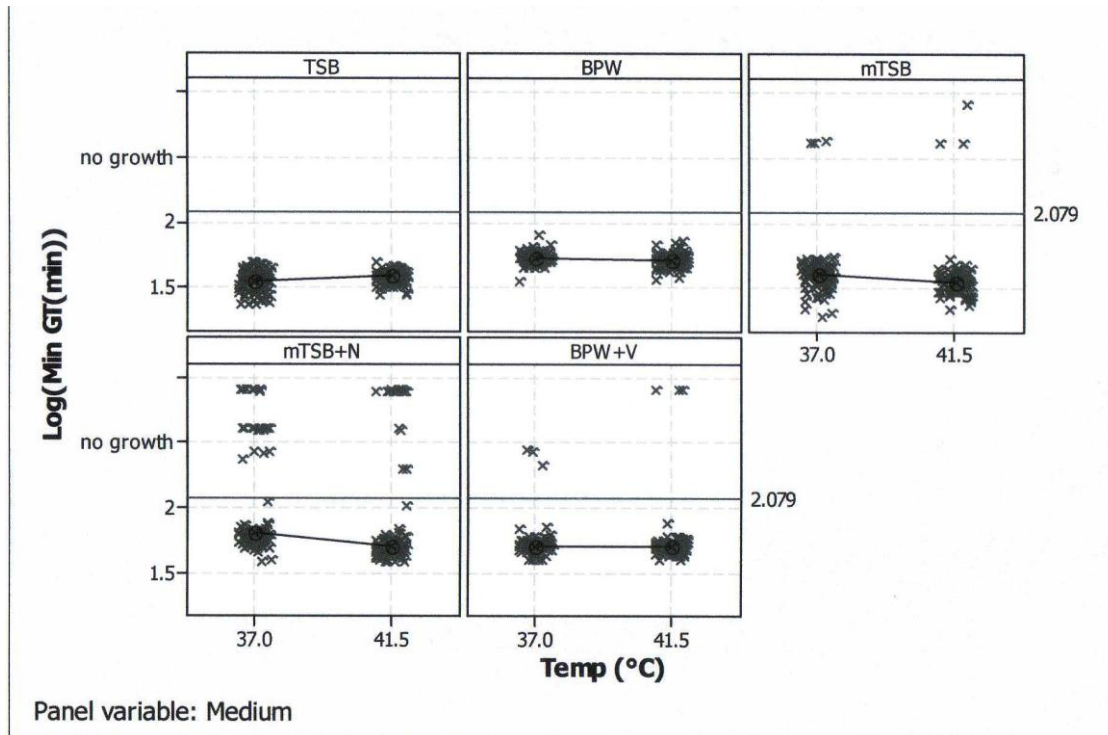 TSB BPW mTSB
no growth
2
2.079
1.5
37.0 41.5
mTSB+N BPW+V
no growth
2
2.079
1.5
37.0 41.5 37.0 41.5
Log(Min GT(min))
Temp (°C)
Panel variable: Medium